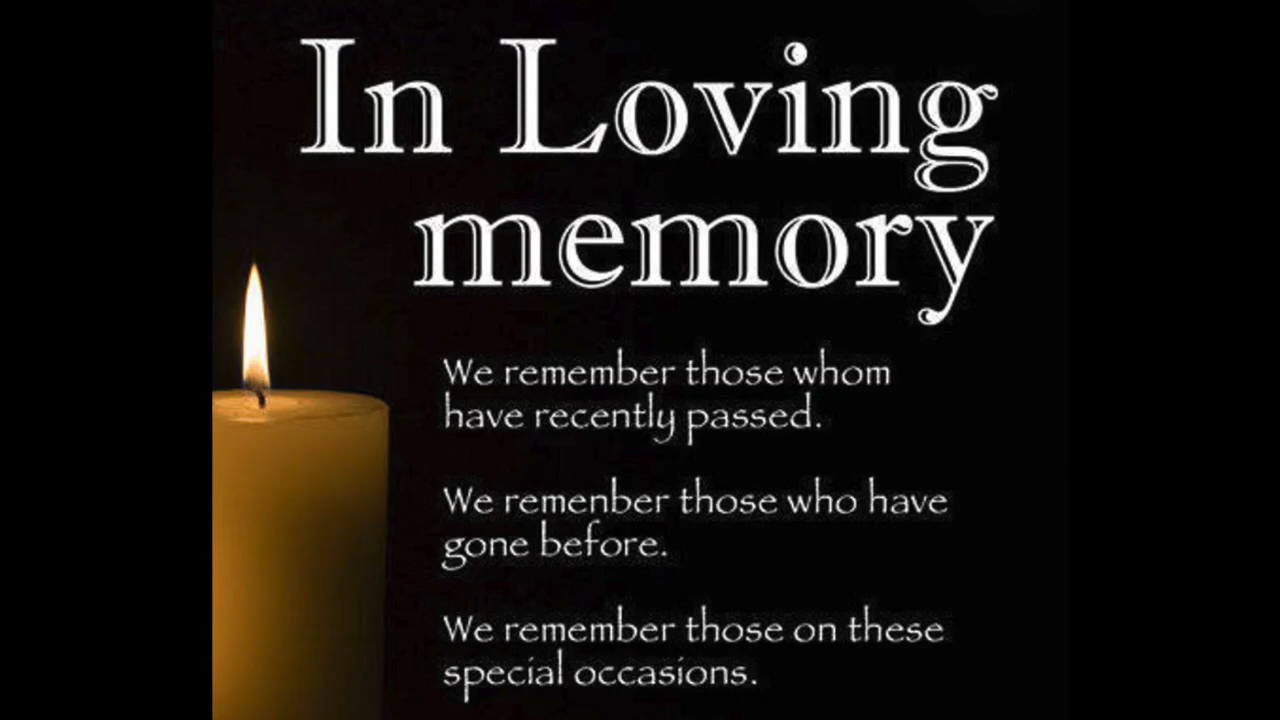 In Loving
memory
We remember those whom
have recently passed.
We remenber those who have
gone before.
We remember those on these
special occasions.